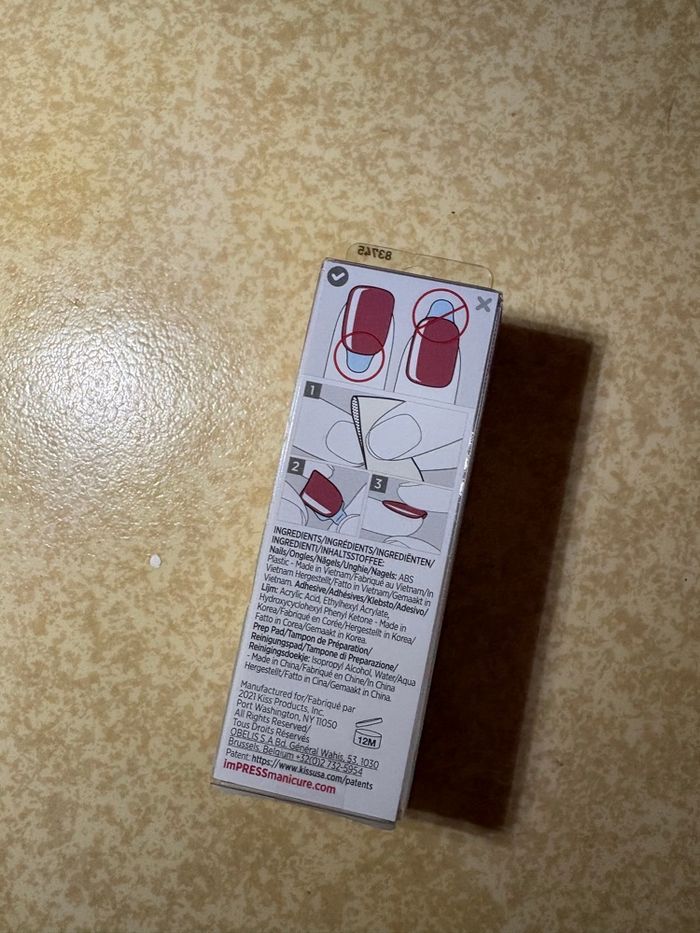 83745
1
2
3
INGREDIENTS/INGRÉDIENTS/INGREDIËNTEN/
INGREDIENTI/INHALTSSTOFFEE:
Nails/Ongles/Nägels/Unghie/Nagels: ABS
Plastic - Made in Vietnam/Fabriqué au Vietnam/In
Vietnam Hergestellt/Fatto in Vietnam/Gemaakt in
Vietnam. Adhesive/Adhésives/Klebsto/Adesivo/
Lijm: Acrylic Acid, Ethylhexyl Acrylate,
Hydroxycyclohexyl Phenyl Ketone - Made in
Korea/Fabriqué en Corée/Hergestellt in Korea/
Fatto in Corea/Gemaakt in Korea.
Prep Pad/Tampon de Préparation/
Reinigungspad/Tampone di Preparazione/
Reinigingsdoekje: Isopropyl Alcohol, Water/Aqua
- Made in China/Fabriqué en Chine/In China
Hergestellt/Fatto in Cina/Gemaakt in China.
Manufactured for/Fabriqué par
2021 Kiss Products, Inc.
Port Washington, NY 11050
All Rights Reserved/
Tous Droits Réservés
OBELIS S.A Bd. Général Wahis, 53, 1030
Brussels, Belgium +32(0)2 732-5954
12M
Patent: https://www.kissusa.com/patents
imPRESSmanicure.com